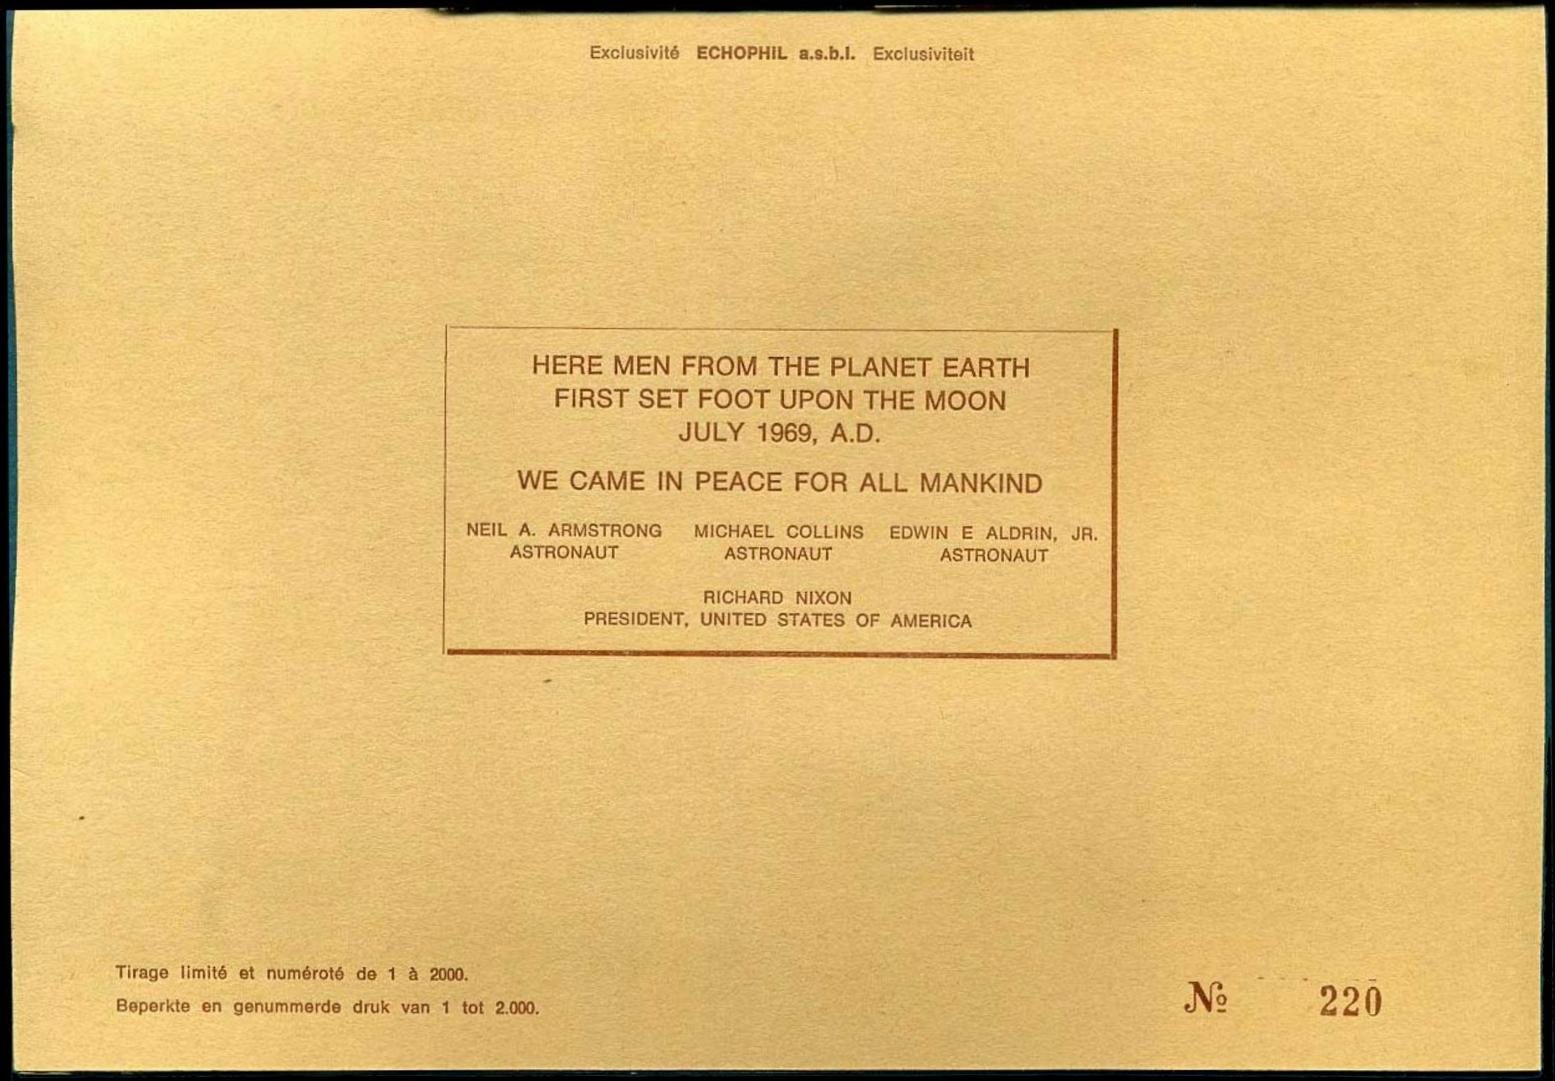 Exclusivité ECHOPHIL a.s.b.l. Exclusiviteit
HERE MEN FROM THE PLANET EARTH
FIRST SET FOOT UPON THE MOON
JULY 1969, A.D.
WE CAME IN PEACE FOR ALL MANKIND
NEIL A. ARMSTRONG MICHAEL COLLINS EDWIN E ALDRIN, JR.
ASTRONAUT ASTRONAUT ASTRONAUT
RICHARD NIXON
PRESIDENT, UNITED STATES OF AMERICA
Tirage limité et numéroté de 1 à 2000.
Beperkte en genummerde druk van 1 tot 2.000.
№ 220